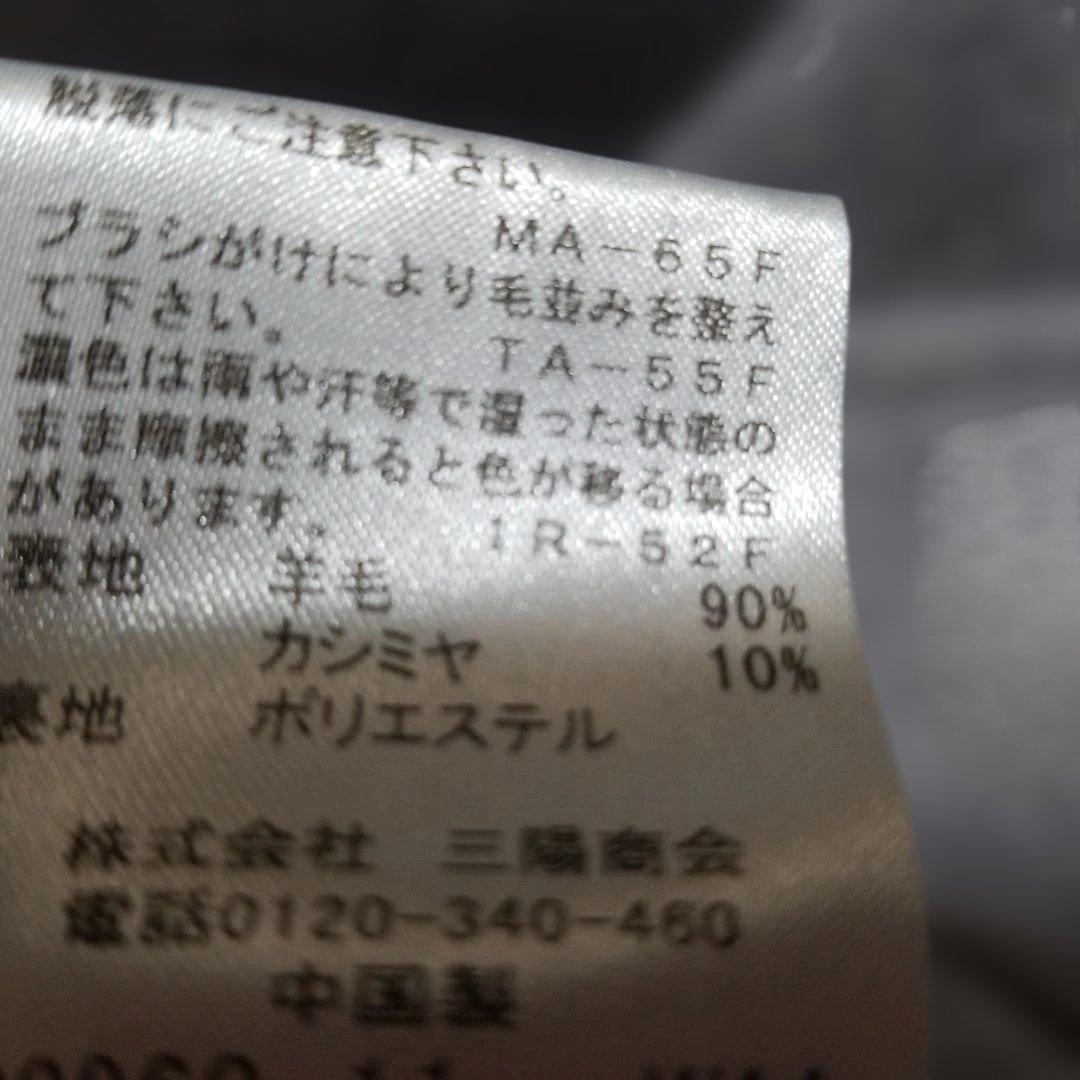 脱落にご注意下さい。
MA-65F
ブラシがけにより毛並みを整え
て下さい。
TA-55F
濃色は雨や汗等で湿った状態の
まま摩擦されると色が移る場合
があります。
1R-52F
表地 羊毛 90%
カシミヤ 10%
裏地 ポリエステル
株式会社 三陽商会
電話0120-340-460
中国製